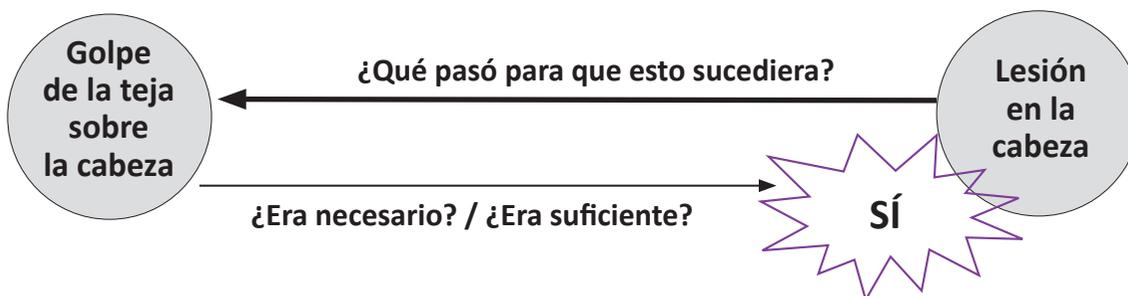 Golpe
de la teja
sobre
la cabeza
¿Qué pasó para que esto sucediera?
Lesión
en la
cabeza
¿Era necesario? / ¿Era suficiente?
SÍ